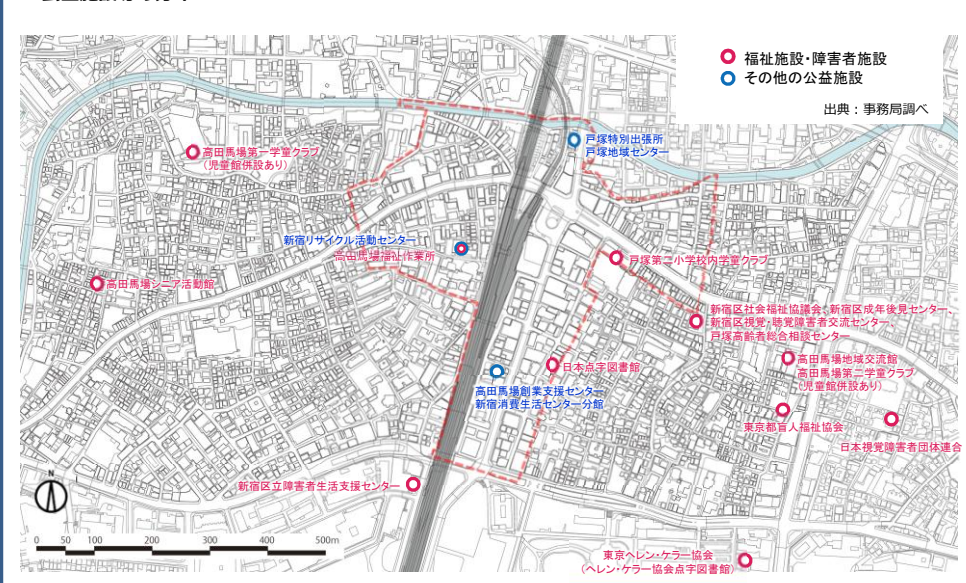 福祉施設・障害者施設
その他の公益施設
出典：事務局調べ
戸塚特別出張所
戸塚地域センター
高田馬場第一学童クラブ
（児童館併設あり）
新宿リサイクル活動センター
高田馬場福祉作業所
戸塚第二小学校内学童クラブ
高田馬場シニア活動館
新宿区社会福祉協議会、新宿区成年後見センター、
新宿区視覚・聴覚障害者交流センター、
戸塚高齢者総合相談センター
高田馬場地域交流館
高田馬場第二学童クラブ
（児童館併設あり）
日本点字図書館
高田馬場創業支援センター
新宿消費生活センター分館
東京都盲人福祉協会
日本視覚障害者団体連合
新宿区立障害者生活支援センター
N
0 50 100 200 300 500m
東京ヘレン・ケラー協会
（ヘレン・ケラー協会点字図書館）